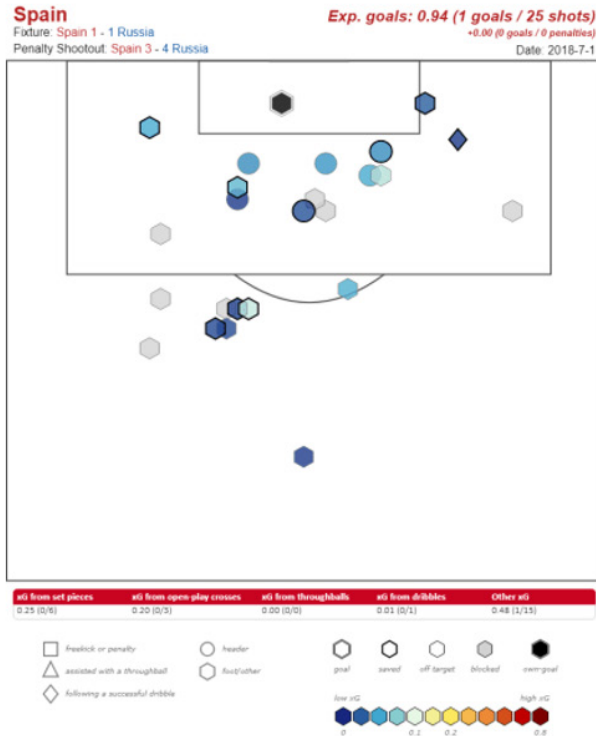 Spain
Exp. goals: 0.94 (1 goals / 25 shots)
Fixture: Spain 1 - 1 Russia
+0.00 (0 goals / 0 penalties)
Penalty Shootout: Spain 3 - 4 Russia
Date: 2018-7-1
xG from set pieces xG from open-play crosses xG from throughballs xG from dribbles Other xG
0.25 (0/6) 0.20 (0/3) 0.00 (0/0) 0.01 (0/1) 0.48 (1/15)
freekick or penalty
header
assisted with a throughball
foot/other
following a successful dribble
goal saved off target blocked own-goal
low xG high xG
0 0.1 0.2 0.8